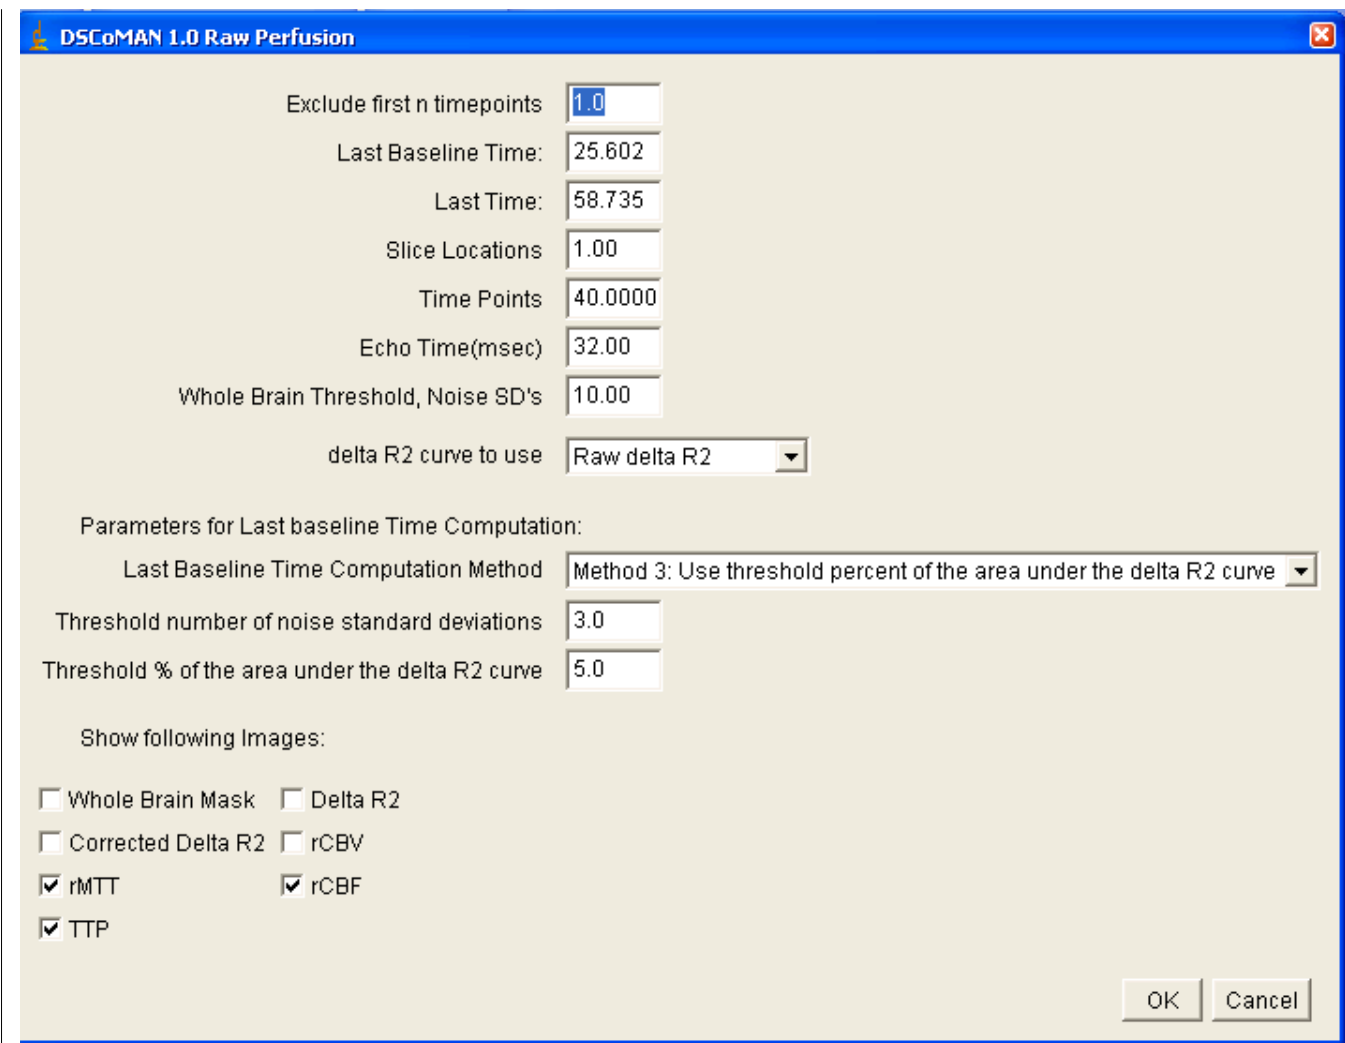 DSCoMAN 1.0 Raw Perfusion
Exclude first n timepoints 1.0
Last Baseline Time: 25.602
Last Time: 58.735
Slice Locations 1.00
Time Points 40.0000
Echo Time(msec) 32.00
Whole Brain Threshold, Noise SD's 10.00
delta R2 curve to use Raw delta R2
Parameters for Last baseline Time Computation:
Last Baseline Time Computation Method Method 3: Use threshold percent of the area under the delta R2 curve
Threshold number of noise standard deviations 3.0
Threshold % of the area under the delta R2 curve 5.0
Show following Images:
Whole Brain Mask Delta R2
Corrected Delta R2 rCBV
rMTT rCBF
TTP
OK Cancel